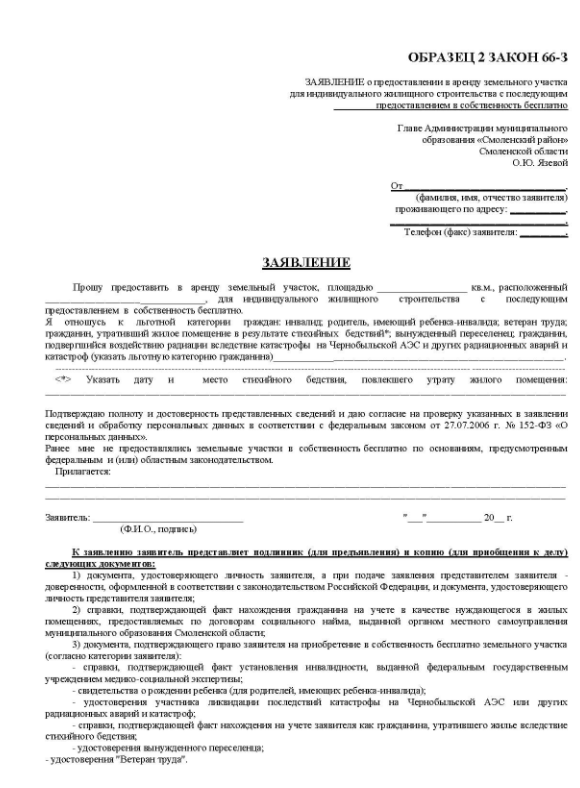 ОБРАЗЕЦ 2 ЗАКОН 66-З
ЗАЯВЛЕНИЕ о предоставлении в аренду земельного участка
для индивидуального жилищного строительства с последующим
предоставлением в собственность бесплатно
Главе Администрации муниципального
образования «Смоленский район»
Смоленской области
О.Ю. Язевой
От ________________________________.
(фамилия, имя, отчество заявителя)
проживающего по адресу: ___________.
___________________________________.
Телефон (факс) заявителя: _________.
ЗАЯВЛЕНИЕ
Прошу предоставить в аренду земельный участок, площадью __________________ кв.м., расположенный
________________________________, для индивидуального жилищного строительства с последующим
предоставлением в собственность бесплатно.
Я отношусь к льготной категории граждан: инвалид; родитель, имеющий ребенка-инвалида; ветеран труда;
гражданин, утративший жилое помещение в результате стихийных бедствий*; вынужденный переселенец; гражданин,
подвергшийся воздействию радиации вследствие катастрофы на Чернобыльской АЭС и других радиационных аварий и
катастроф (указать льготную категорию гражданина)____________________________________________.
------------------------------------------------------------
<*> Указать дату и место стихийного бедствия, повлекшего утрату жилого помещения:
____________________________________________________________
Подтверждаю полноту и достоверность представленных сведений и даю согласие на проверку указанных в заявлении
сведений и обработку персональных данных в соответствии с федеральным законом от 27.07.2006 г. № 152-ФЗ «О
персональных данных».
Ранее мне не предоставлялись земельные участки в собственность бесплатно по основаниям, предусмотренным
федеральным и (или) областным законодательством.
Прилагается:
____________________________________________________________
____________________________________________________________
Заявитель: ______________________________ "___"___________ 20__ г.
(Ф.И.О., подпись)
К заявлению заявитель представляет подлинник (для предъявления) и копию (для приобщения к делу)
следующих документов:
1) документа, удостоверяющего личность заявителя, а при подаче заявления представителем заявителя -
доверенности, оформленной в соответствии с законодательством Российской Федерации, и документа, удостоверяющего
личность представителя заявителя;
2) справки, подтверждающей факт нахождения гражданина на учете в качестве нуждающегося в жилых
помещениях, предоставляемых по договорам социального найма, выданной органом местного самоуправления
муниципального образования Смоленской области;
3) документа, подтверждающего право заявителя на приобретение в собственность бесплатно земельного участка
(согласно категории заявителя):
- справки, подтверждающей факт установления инвалидности, выданной федеральным государственным
учреждением медико-социальной экспертизы;
- свидетельства о рождении ребенка (для родителей, имеющих ребенка-инвалида);
- удостоверения участника ликвидации последствий катастрофы на Чернобыльской АЭС или других
радиационных аварий и катастроф;
- справки, подтверждающей факт нахождения на учете заявителя как гражданина, утратившего жилье вследствие
стихийного бедствия;
- удостоверения вынужденного переселенца;
- удостоверения "Ветеран труда".